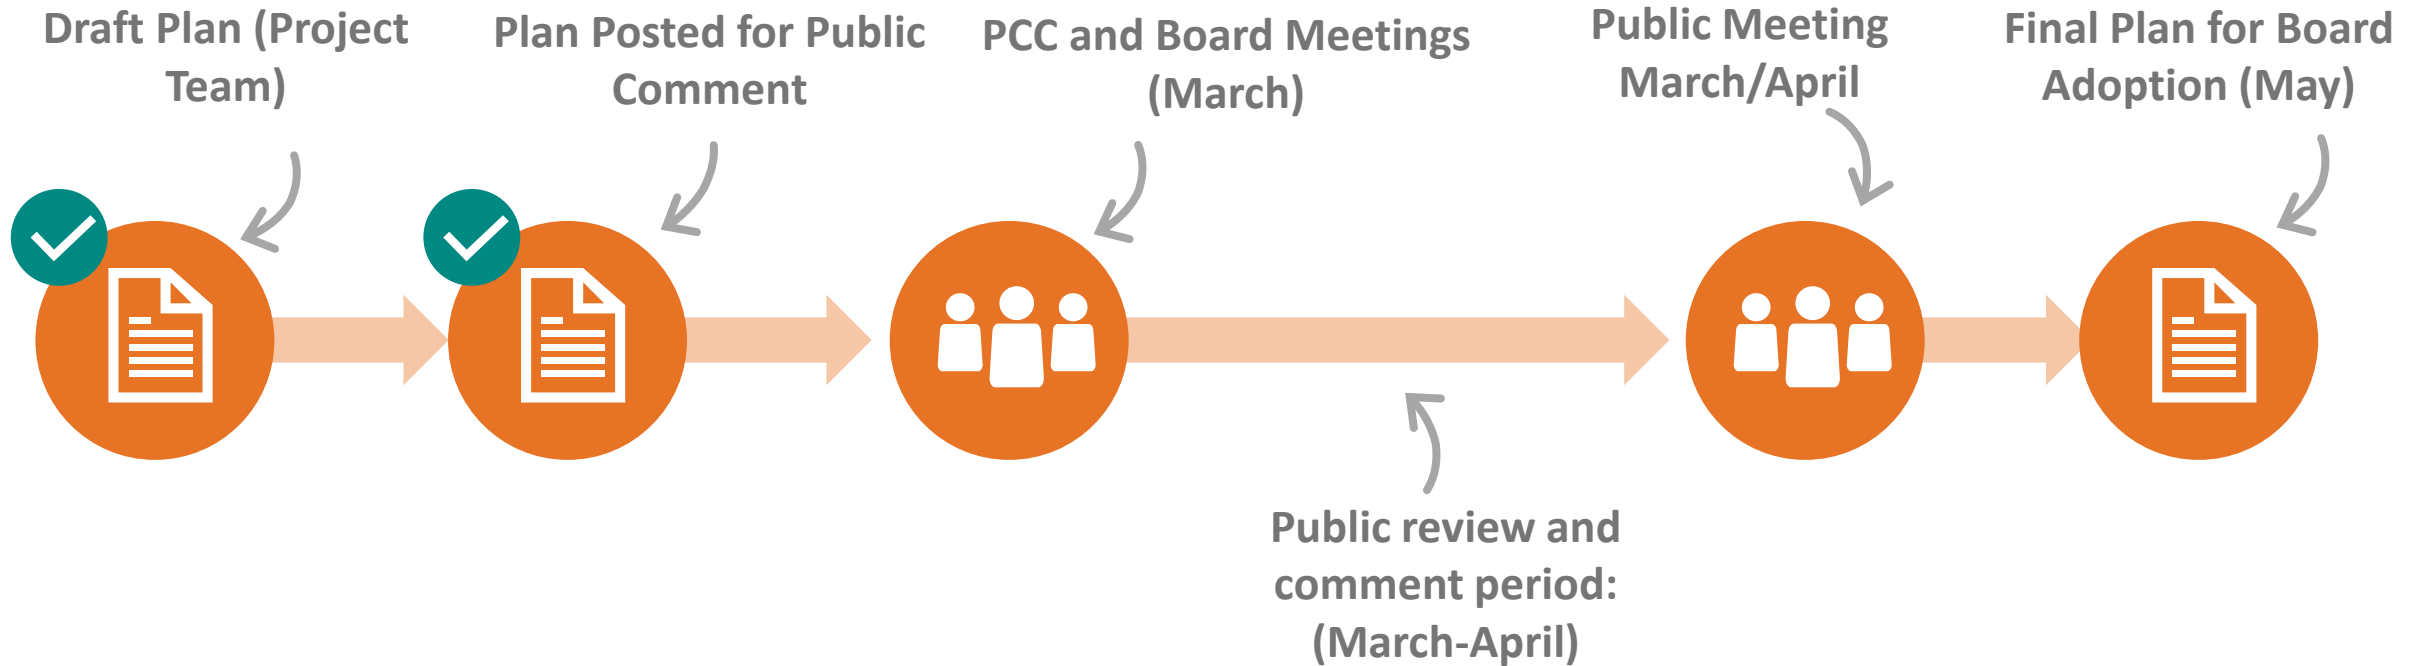 Draft Plan (Project
Team)
Plan Posted for Public
Comment
PCC and Board Meetings
(March)
Public Meeting
March/April
Final Plan for Board
Adoption (May)
Public review and
comment period:
(March-April)